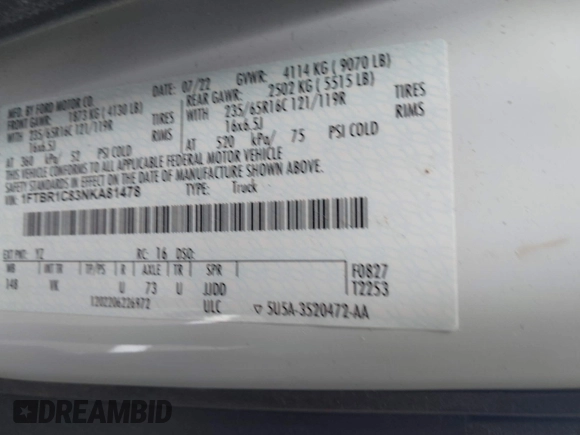 MFD. BY FORD MOTOR CO.
DATE: 07/22 GVWR: 4114 KG ( 9070 LB)
FRONT GAWR: 1873 KG ( 4130 LB)
REAR GAWR: 2502 KG ( 5515 LB)
WITH 235/65R16C 121/119R TIRES
WITH 235/65R16C 121/119R TIRES
16x6.5J RIMS
16x6.5J RIMS
AT 360 kPa/ 52 PSI COLD
AT 520 kPa/ 75 PSI COLD
THIS VEHICLE CONFORMS TO ALL APPLICABLE FEDERAL MOTOR VEHICLE
SAFETY STANDARDS IN EFFECT ON THE DATE OF MANUFACTURE SHOWN ABOVE.
VIN: 1FTBR1C83NKA81478
TYPE: Truck
EXT PNT: YZ RC: 16 DSO:
WB INT TR TP/PS R AXLE TR SPR
148 VK U 73 U JJDD
F0827
T2253
1202206226972 ULC
5U5A-3520472-AA
DREAMBID